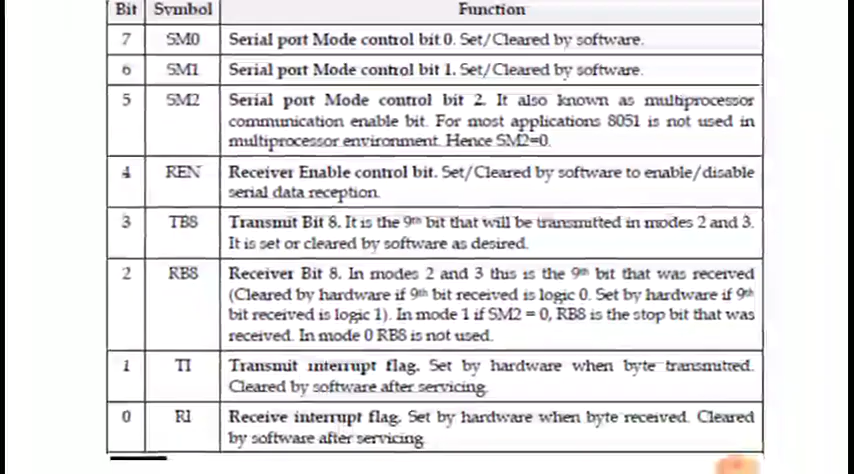 Bit Symbol Function
7 SM0 Serial port Mode control bit 0. Set/Cleared by software.
6 SM1 Serial port Mode control bit 1. Set/Cleared by software.
5 SM2 Serial port Mode control bit 2. It also known as multiprocessor
communication enable bit. For most applications 8051 is not used in
multiprocessor environment. Hence SM2=0.
4 REN Receiver Enable control bit. Set/Cleared by software to enable/disable
serial data reception.
3 TB8 Transmit Bit 8. It is the 9th bit that will be transmitted in modes 2 and 3.
It is set or cleared by software as desired.
2 RB8 Receiver Bit 8. In modes 2 and 3 this is the 9th bit that was received
(Cleared by hardware if 9th bit received is logic 0. Set by hardware if 9th
bit received is logic 1). In mode 1 if SM2 = 0, RB8 is the stop bit that was
received. In mode 0 RB8 is not used.
1 TI Transmit interrupt flag. Set by hardware when byte transmitted.
Cleared by software after servicing.
0 RI Receive interrupt flag. Set by hardware when byte received. Cleared
by software after servicing.